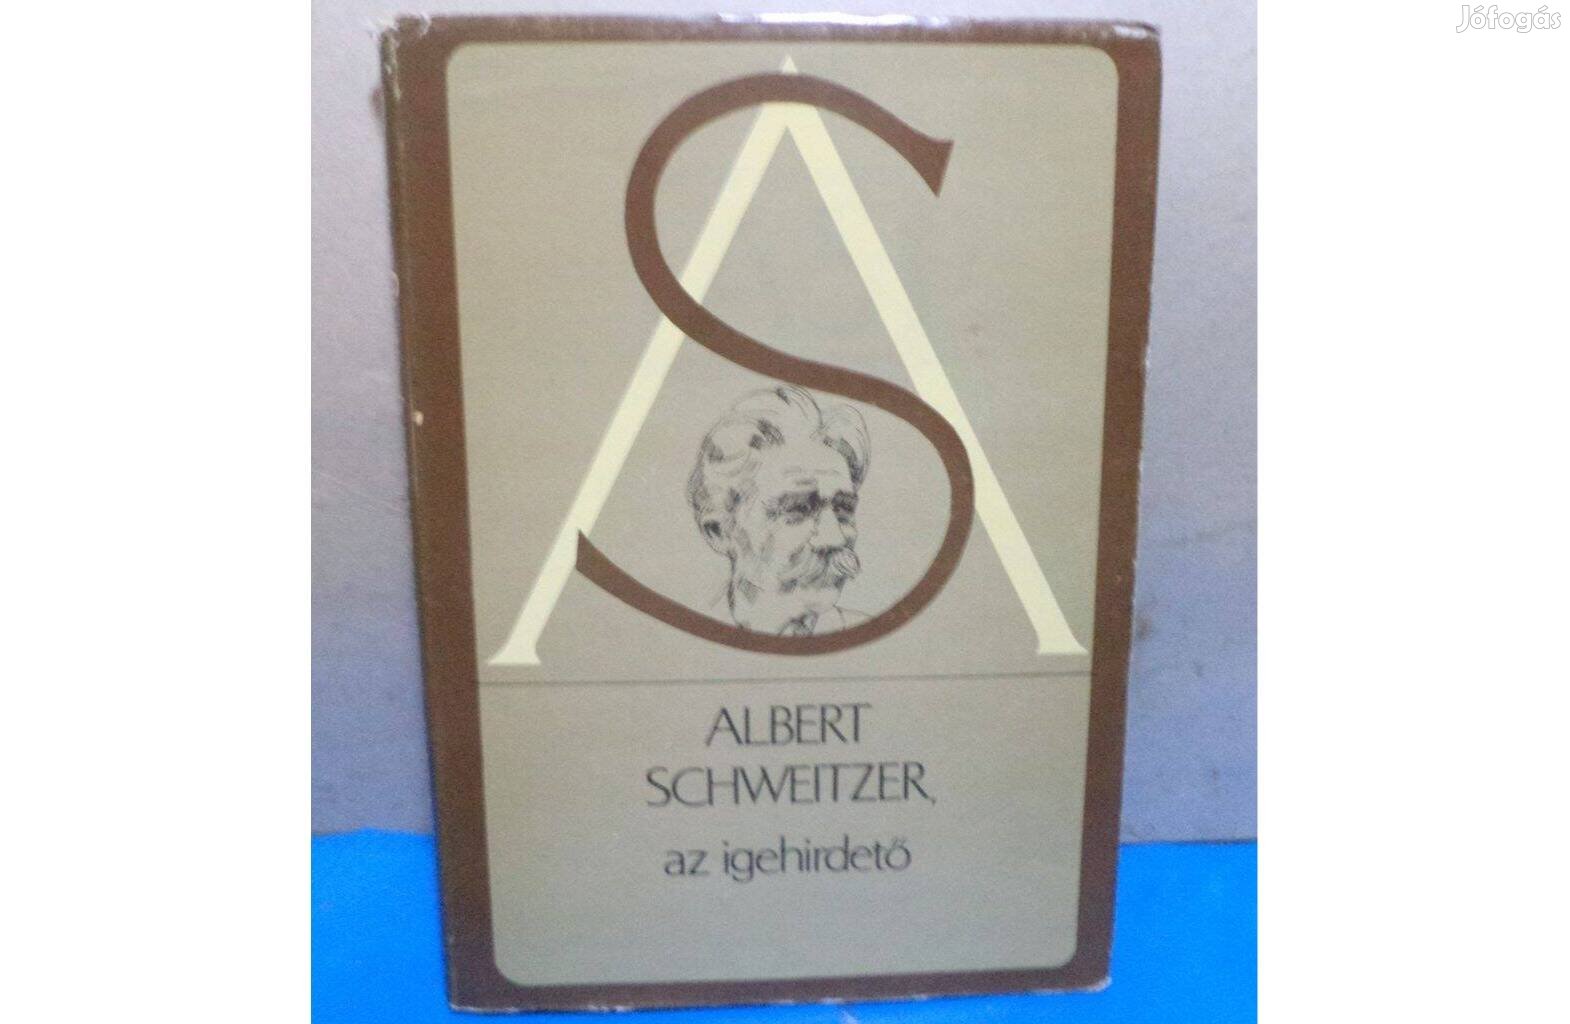 Jófogás
AS
ALBERT
SCHWEITZER,
az igehirdető